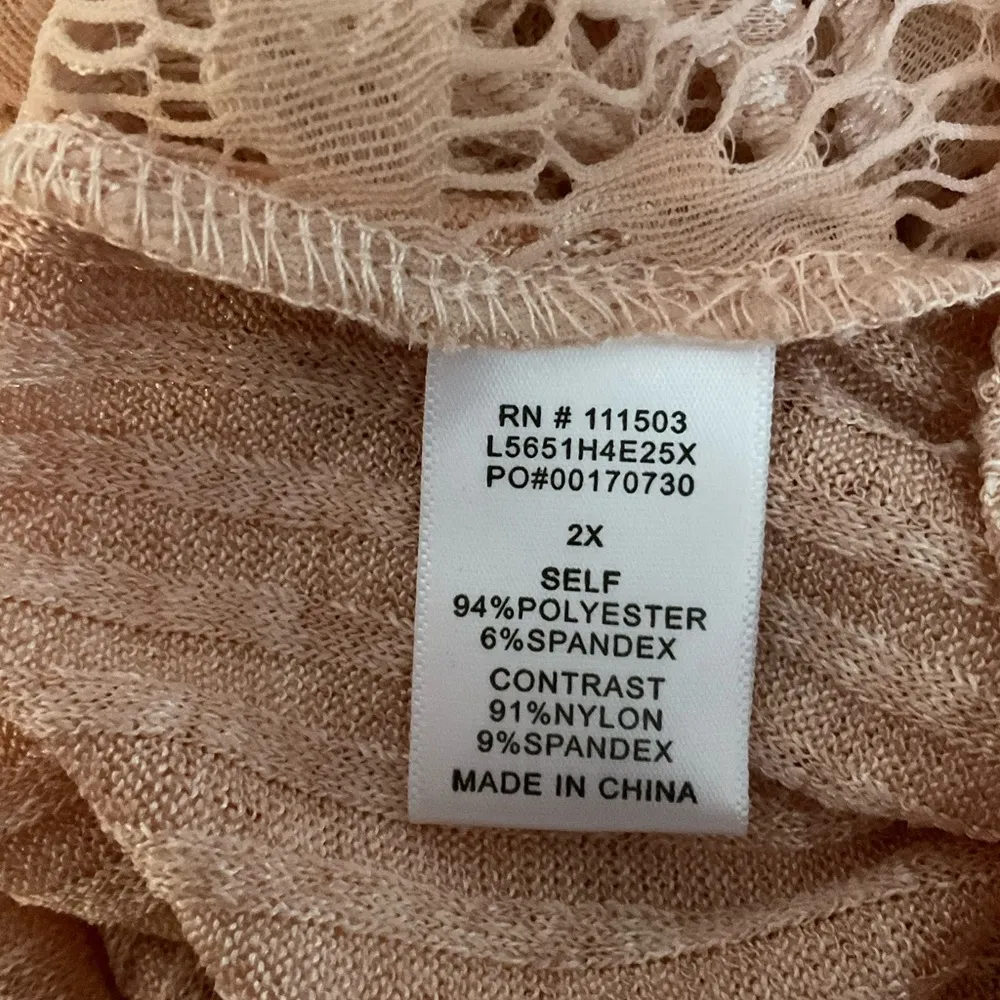 RN # 111503
L5651H4E25X
PO#00170730
2X
SELF
94%POLYESTER
6%SPANDEX
CONTRAST
91%NYLON
9%SPANDEX
MADE IN CHINA